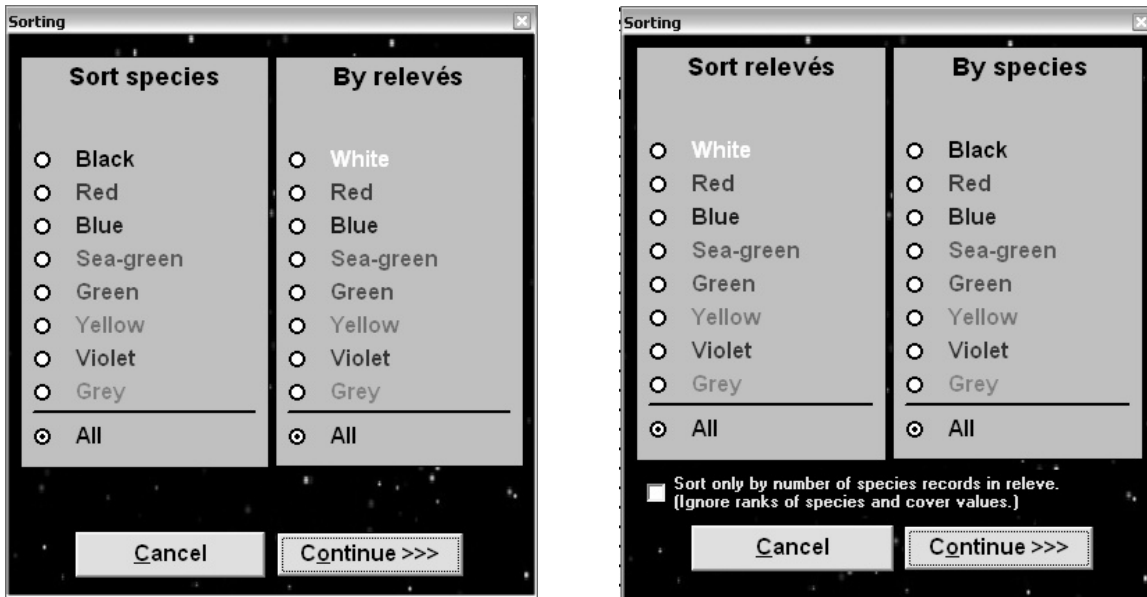 Sorting
Sort species
Black
Red
Blue
Sea-green
Green
Yellow
Violet
Grey
All
By relevés
White
Red
Blue
Sea-green
Green
Yellow
Violet
Grey
All
Cancel
Continue >>>
Sorting
Sort relevés
White
Red
Blue
Sea-green
Green
Yellow
Violet
Grey
All
By species
Black
Red
Blue
Sea-green
Green
Yellow
Violet
Grey
All
Sort only by number of species records in releve.
(Ignore ranks of species and cover values.)
Cancel
Continue >>>